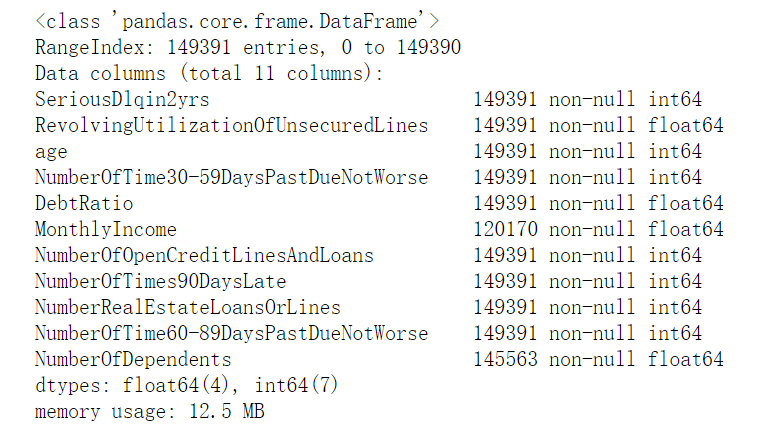 <class 'pandas.core.frame.DataFrame'>
RangeIndex: 149391 entries, 0 to 149390
Data columns (total 11 columns):
SeriousDlqin2yrs                        149391 non-null int64
RevolvingUtilizationOfUnsecuredLines    149391 non-null float64
age                                     149391 non-null int64
NumberOfTime30-59DaysPastDueNotWorse    149391 non-null int64
DebtRatio                               149391 non-null float64
MonthlyIncome                           120170 non-null float64
NumberOfOpenCreditLinesAndLoans         149391 non-null int64
NumberOfTimes90DaysLate                 149391 non-null int64
NumberRealEstateLoansOrLines            149391 non-null int64
NumberOfTime60-89DaysPastDueNotWorse    149391 non-null int64
NumberOfDependents                      145563 non-null float64
dtypes: float64(4), int64(7)
memory usage: 12.5 MB